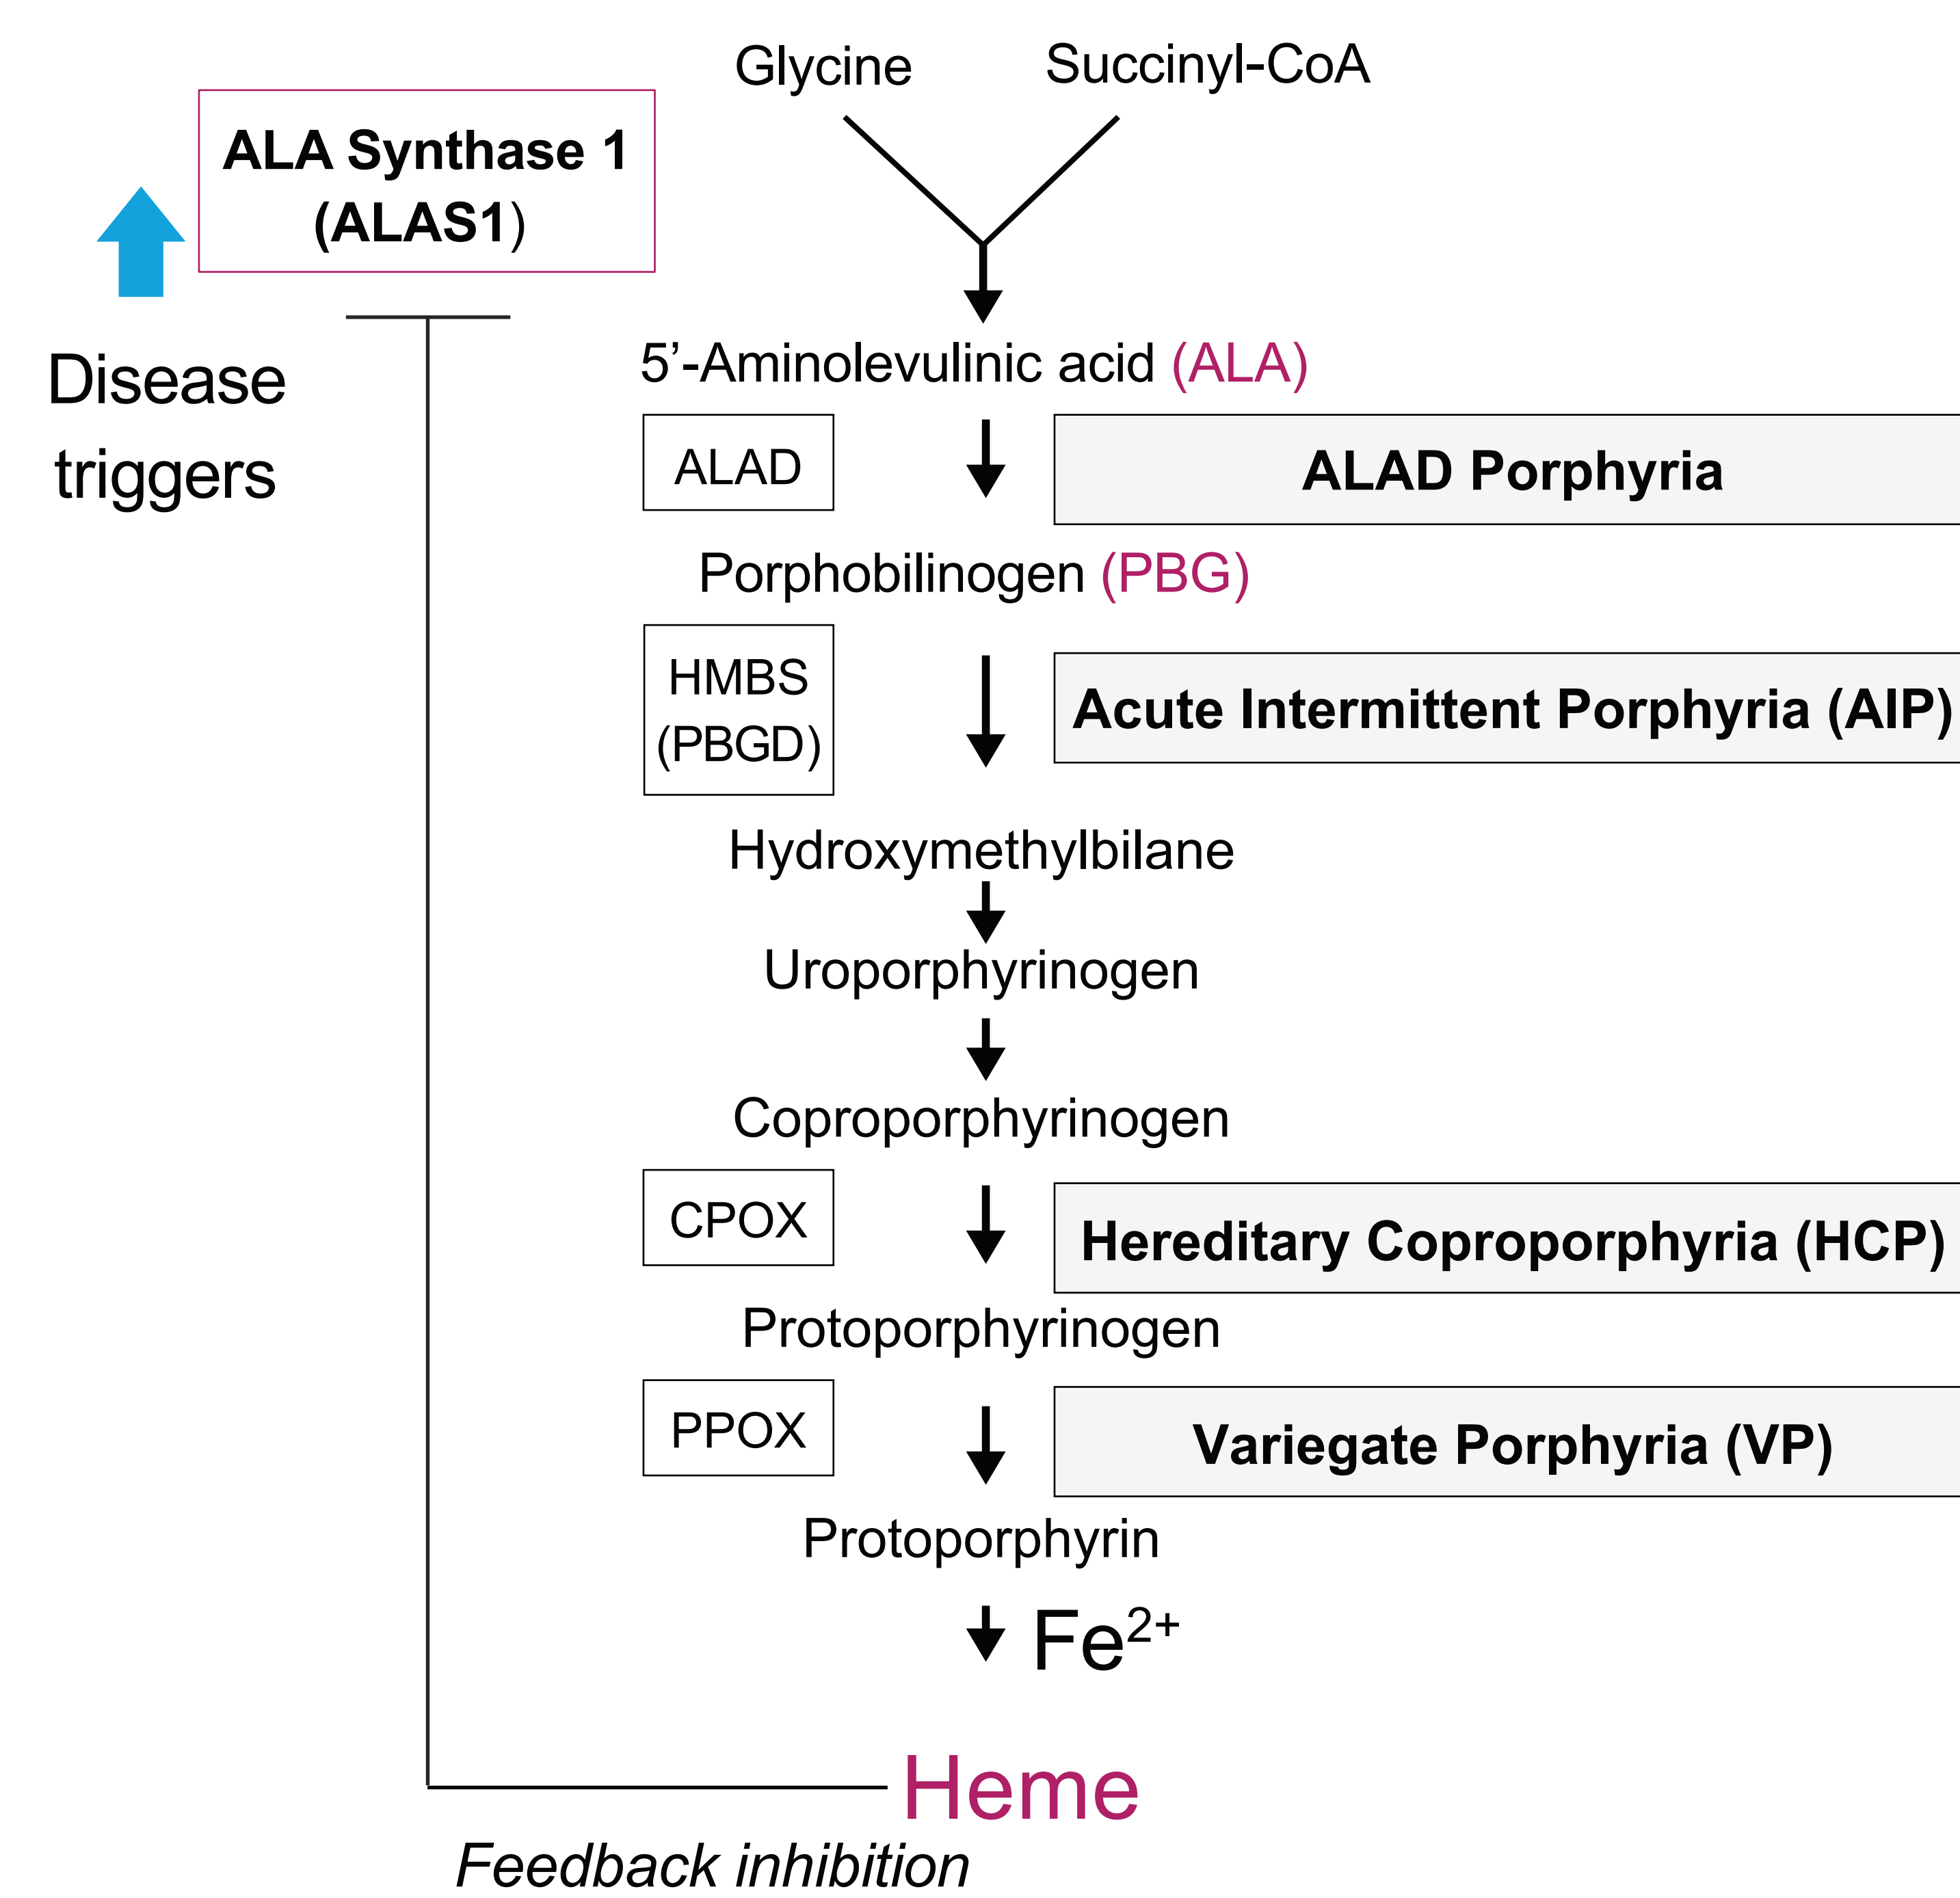 Glycine
Succinyl-CoA
ALA Synthase 1
(ALAS1)
Disease
triggers
5’-Aminolevulinic acid (ALA)
ALAD
ALAD Porphyria
Porphobilinogen (PBG)
HMBS
(PBGD)
Acute Intermittent Porphyria (AIP)
Hydroxymethylbilane
Uroporphyrinogen
Coproporphyrinogen
CPOX
Hereditary Coproporphyria (HCP)
Protoporphyrinogen
PPOX
Variegate Porphyria (VP)
Protoporphyrin
Fe²⁺
Heme
Feedback inhibition